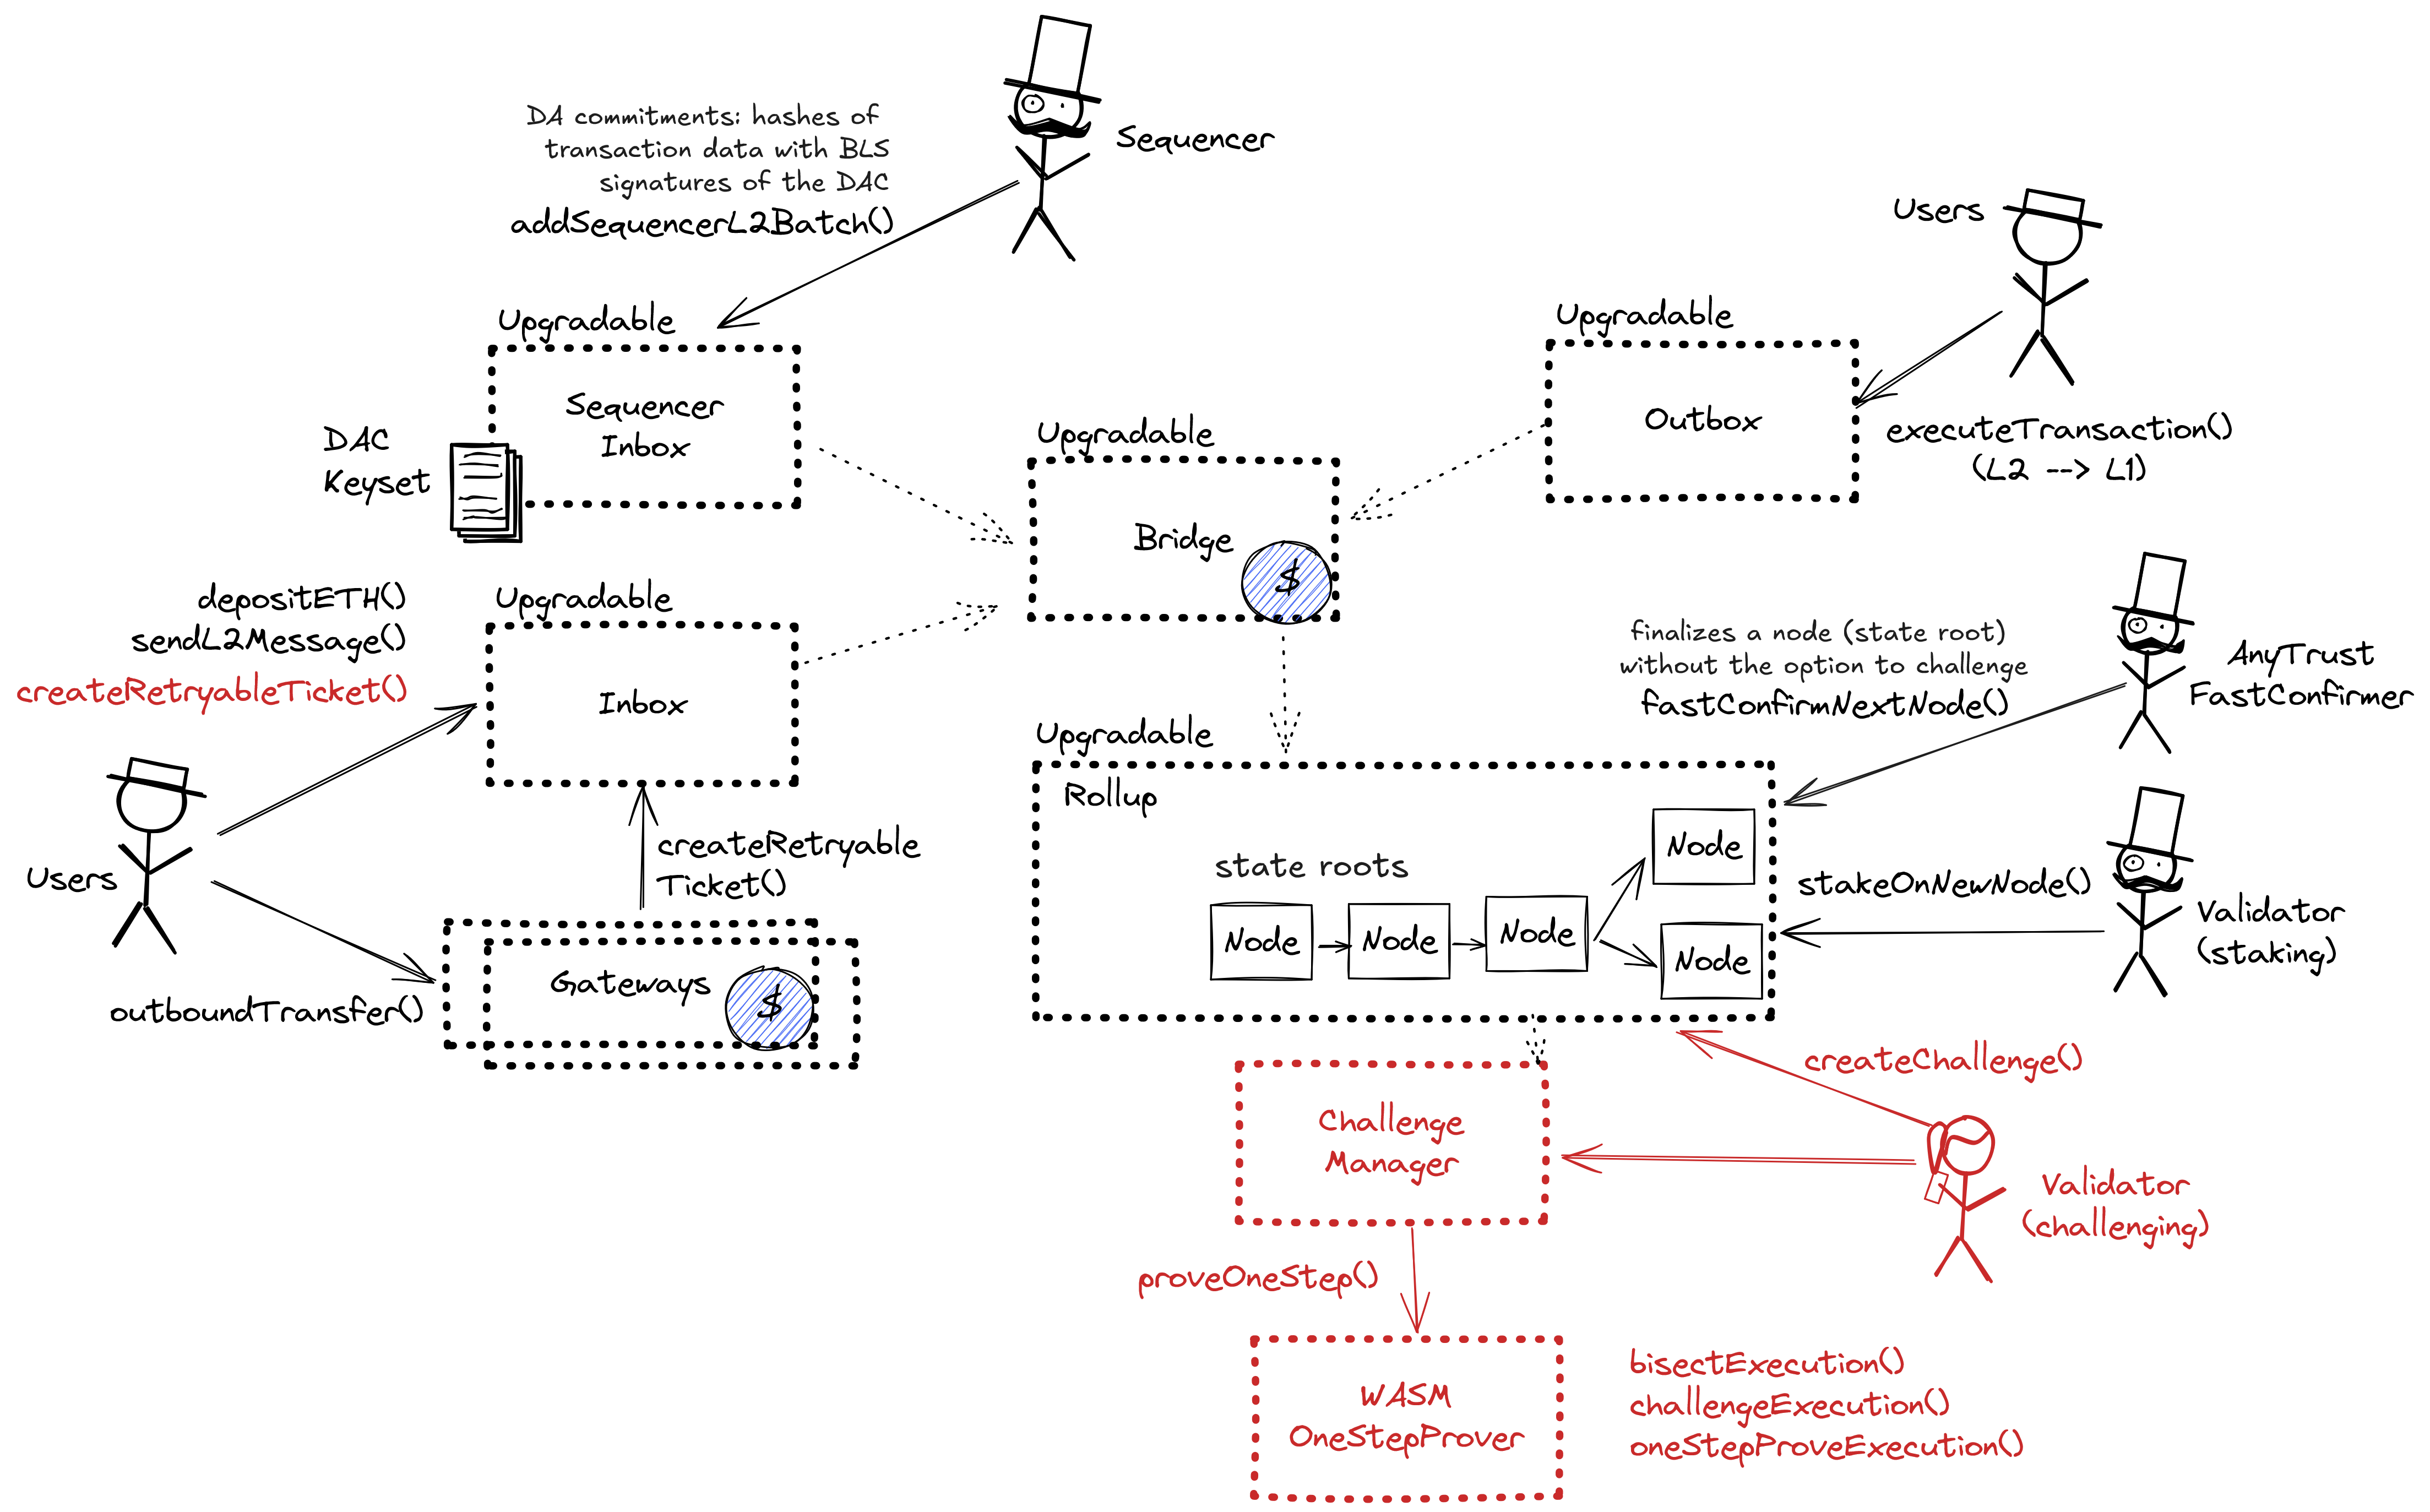 DA commitments: hashes of
transaction data with BLS
signatures of the DAC
addSequencerL2Batch()
Sequencer
Users
Upgradable
Sequencer
Inbox
DAC
Keyset
Upgradable
Outbox
executeTransaction()
(L2 --> L1)
Upgradable
Bridge
$
depositETH()
sendL2Message()
createRetryableTicket()
Upgradable
Inbox
Users
outboundTransfer()
createRetryable
Ticket()
Gateways
$
finalizes a node (state root)
without the option to challenge
fastConfirmNextNode()
AnyTrust
FastConfirmer
Upgradable
Rollup
state roots
Node
Node
Node
Node
Node
stakeOnNewNode()
Validator
(staking)
createChallenge()
Challenge
Manager
Validator
(challenging)
proveOneStep()
WASM
OneStepProver
bisectExecution()
challengeExecution()
oneStepProveExecution()